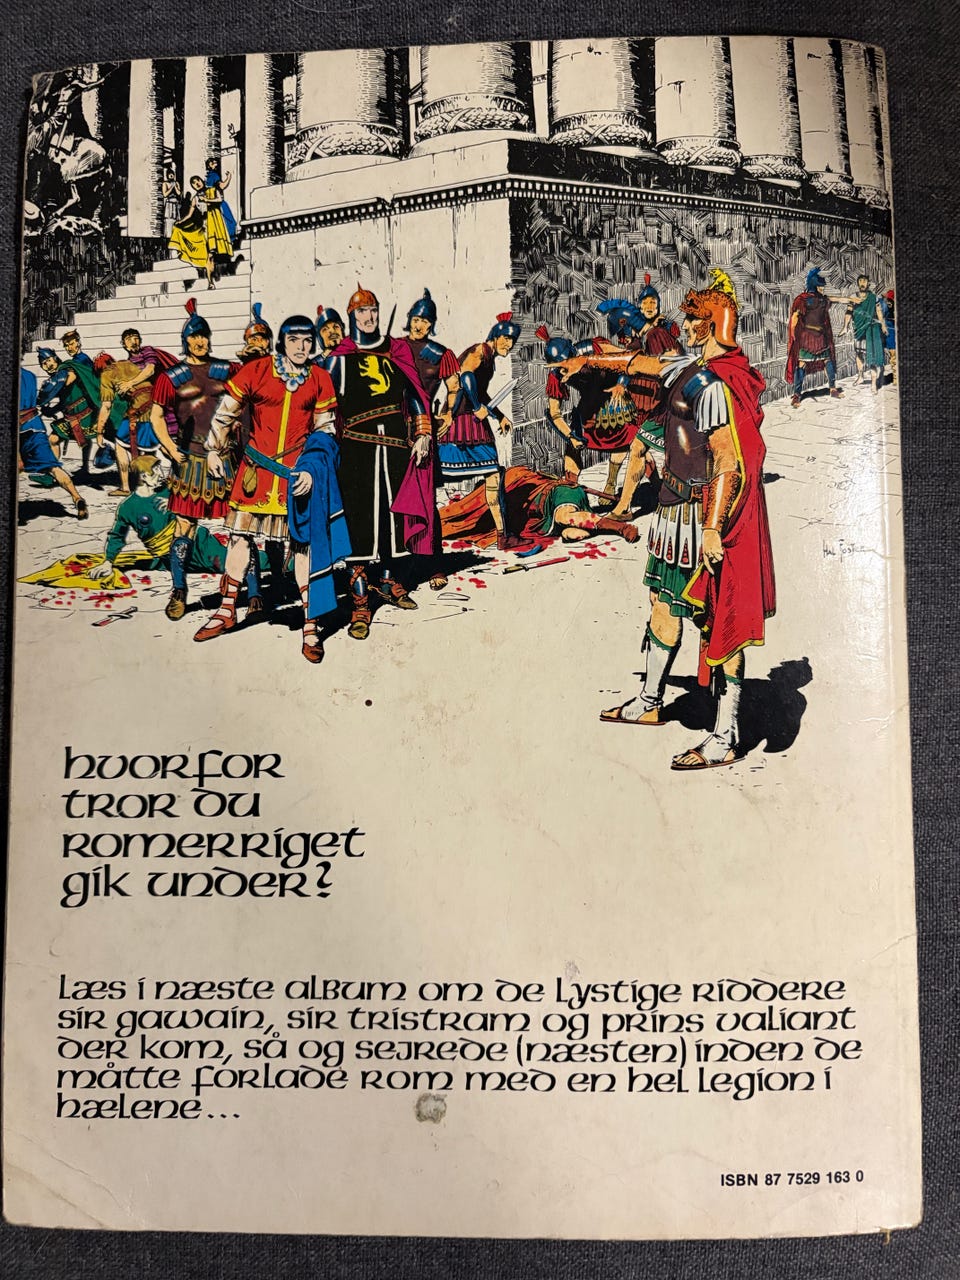 Hal Foster
hvorfor
tror du
romerriget
gik under?
Læs i næste album om de lystige riddere
sir gawain, sir tristram og prins valiant
der kom, så og sejrede (næsten) inden de
måtte forlade rom med en hel legion i
hælene...
ISBN 87 7529 163 0